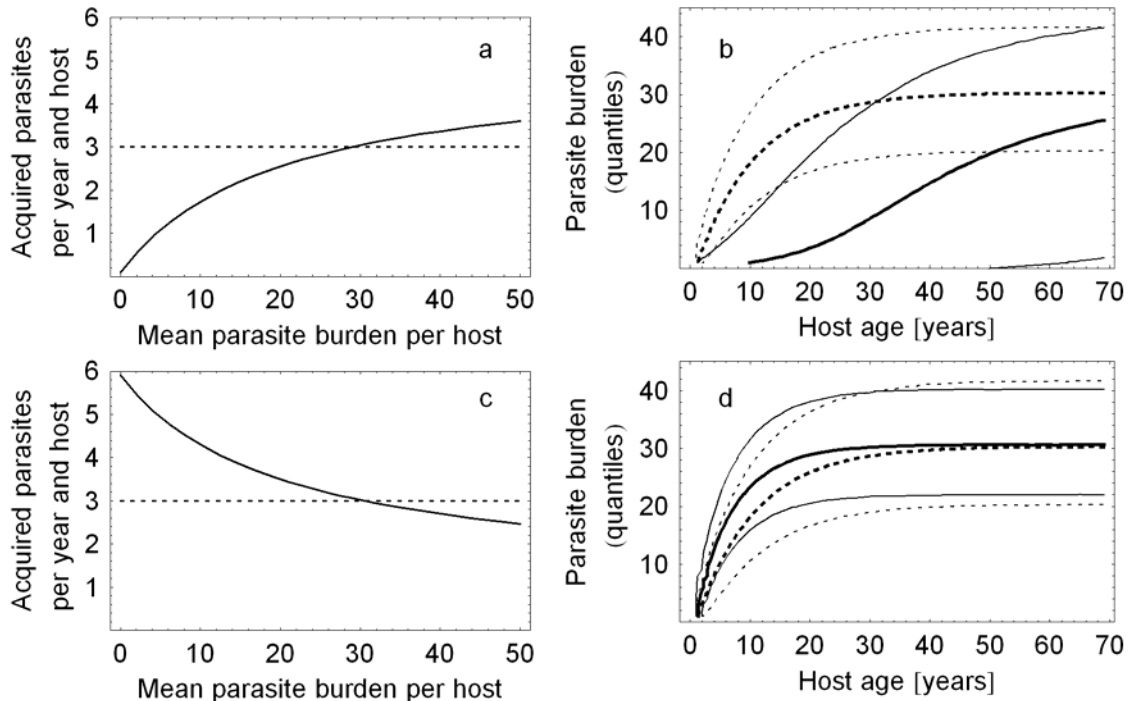 Acquired parasites
per year and host
6
5
4
3
2
1
a
0 10 20 30 40 50
Mean parasite burden per host
Parasite burden
(quantiles)
40
30
20
10
b
0 10 20 30 40 50 60 70
Host age [years]
Acquired parasites
per year and host
6
5
4
3
2
1
c
0 10 20 30 40 50
Mean parasite burden per host
Parasite burden
(quantiles)
40
30
20
10
d
0 10 20 30 40 50 60 70
Host age [years]